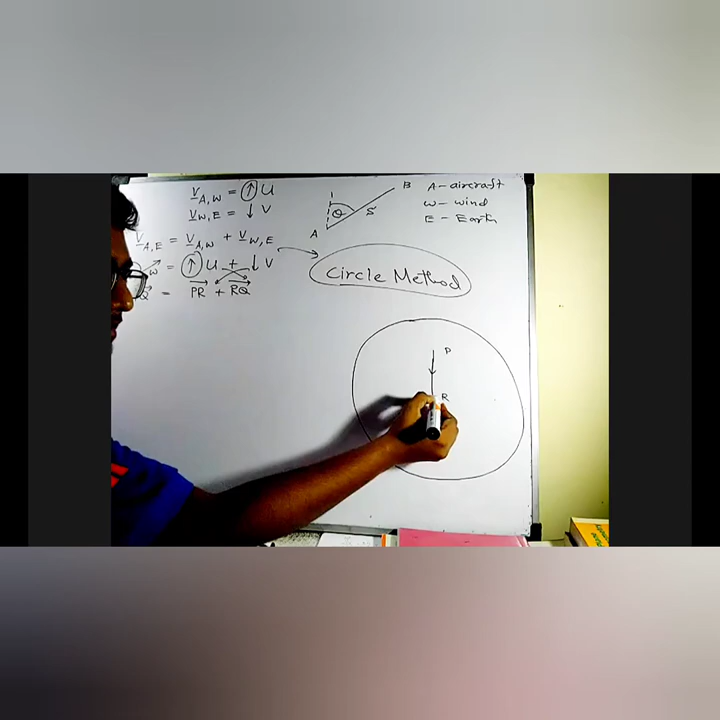 V A,W = ↑ U
V W,E = ↓ V
V A,E = V A,W + V W,E
= ↑ U + ↓ V
= PR + RQ
A B θ S
A - aircraft
W - wind
E - Earth
Circle Method
P
R